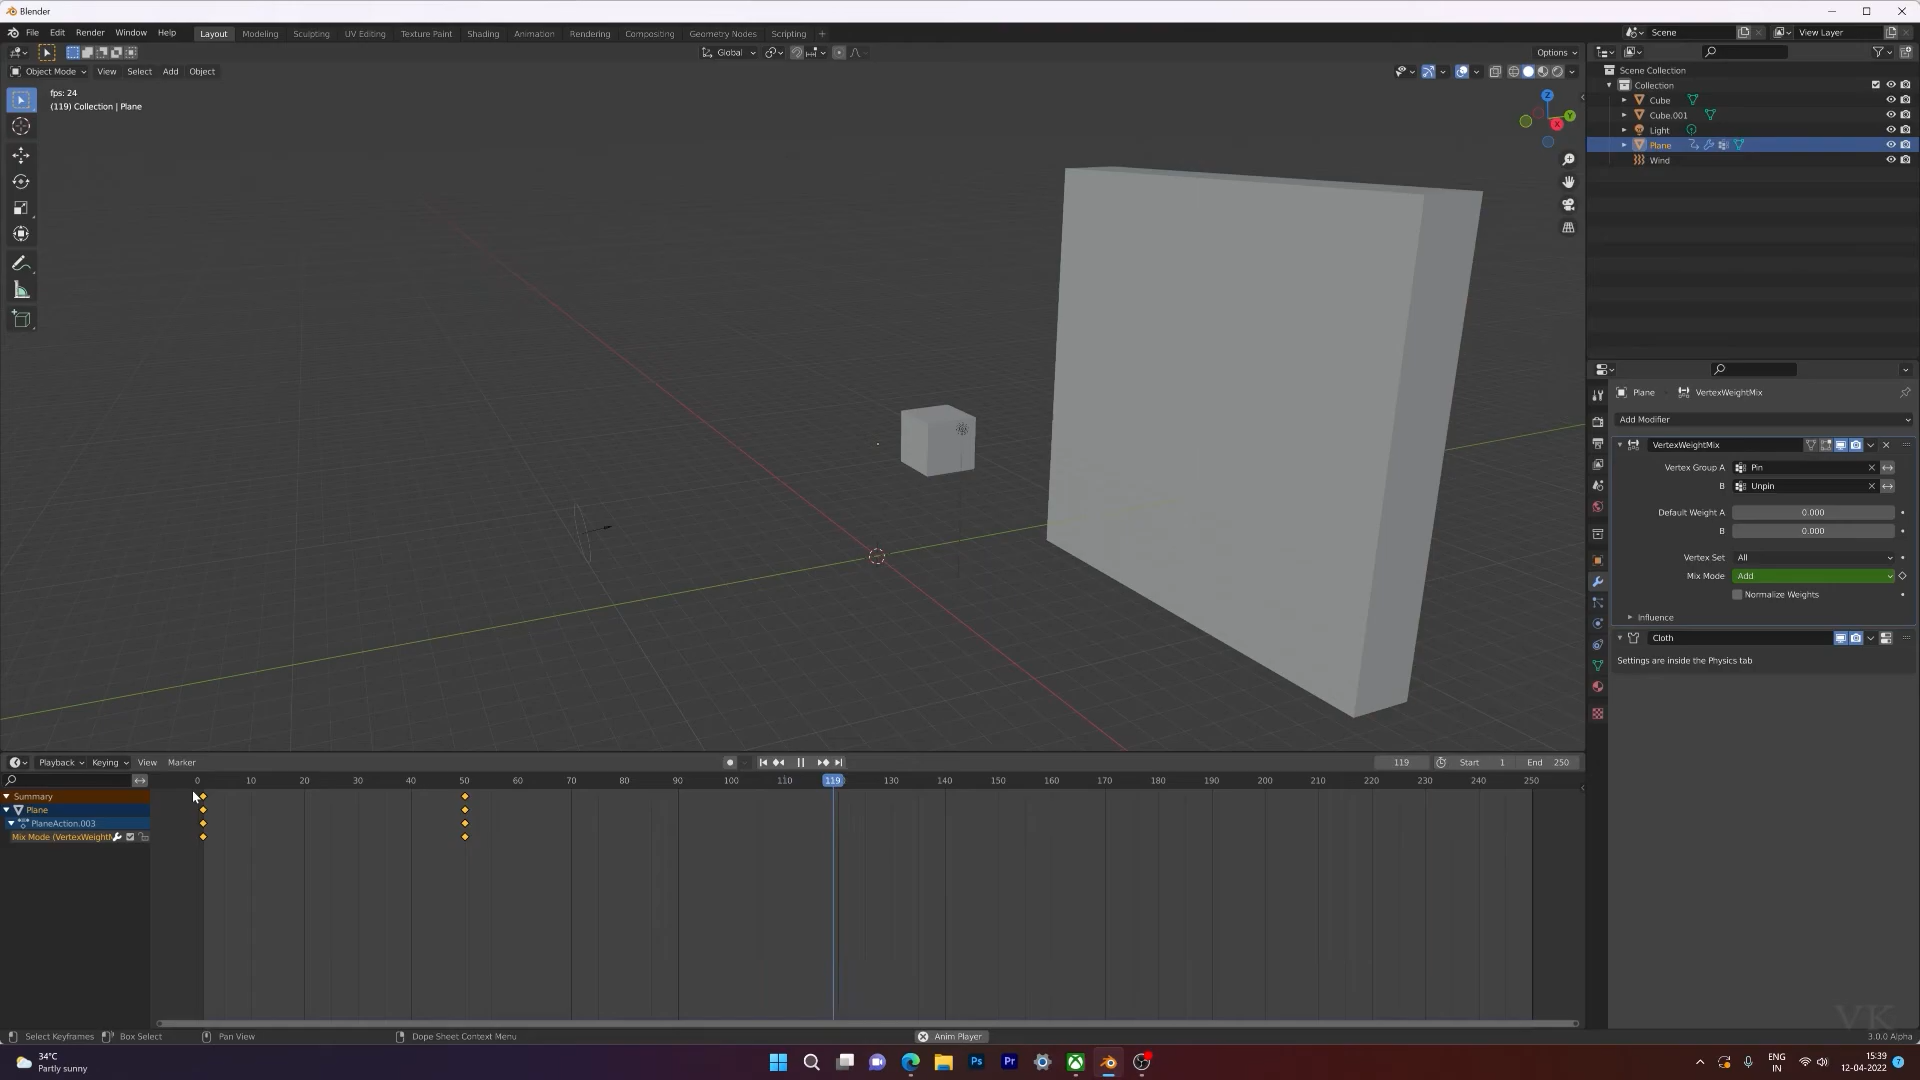 Blender
File Edit Render Window Help
Layout Modeling Sculpting UV Editing Texture Paint Shading Animation Rendering Compositing Geometry Nodes Scripting +
Scene
View Layer
Global
Options
Object Mode View Select Add Object
fps: 24
(119) Collection | Plane
Z
Y
X
Scene Collection
Collection
Cube
Cube.001
Light
Plane
Wind
Plane VertexWeightMix
Add Modifier
VertexWeightMix
Vertex Group A Pin
B Unpin
Default Weight A 0.000
B 0.000
Vertex Set All
Mix Mode Add
Normalize Weights
Influence
Cloth
Settings are inside the Physics tab
Playback Keying View Marker
119 Start 1 End 250
0 10 20 30 40 50 60 70 80 90 100 110 119 130 140 150 160 170 180 190 200 210 220 230 240 250
Summary
Plane
PlaneAction.003
Mix Mode (VertexWeightM
Select Keyframes Box Select Pan View Dope Sheet Context Menu Anim Player 3.0.0 Alpha
VK
34°C
Partly sunny
Ps
Pr
ENG
IN
15:39
12-04-2022
7